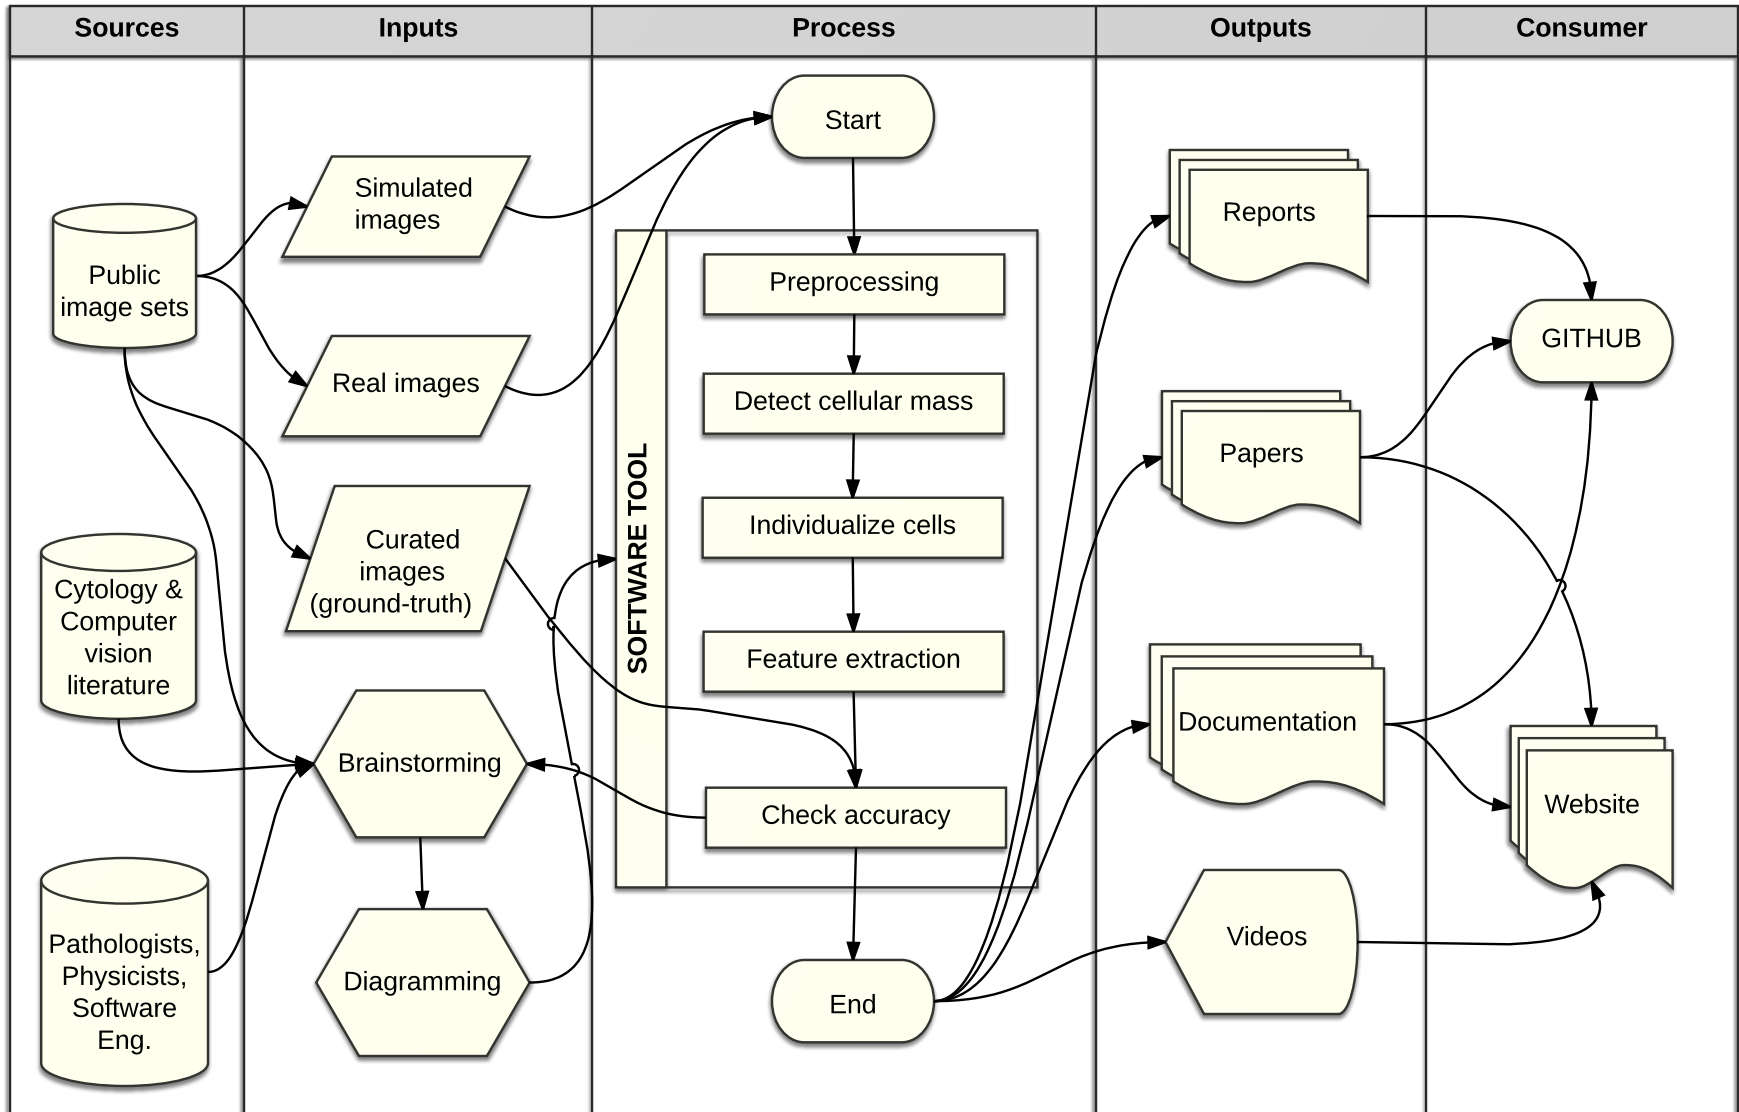 Sources
Inputs
Process
Outputs
Consumer
Public
image sets
Cytology &
Computer
vision
literature
Pathologists,
Physicists,
Software
Eng.
Simulated
images
Real images
Curated
images
(ground-truth)
Brainstorming
Diagramming
Start
SOFTWARE TOOL
Preprocessing
Detect cellular mass
Individualize cells
Feature extraction
Check accuracy
End
Reports
Papers
Documentation
Videos
GITHUB
Website